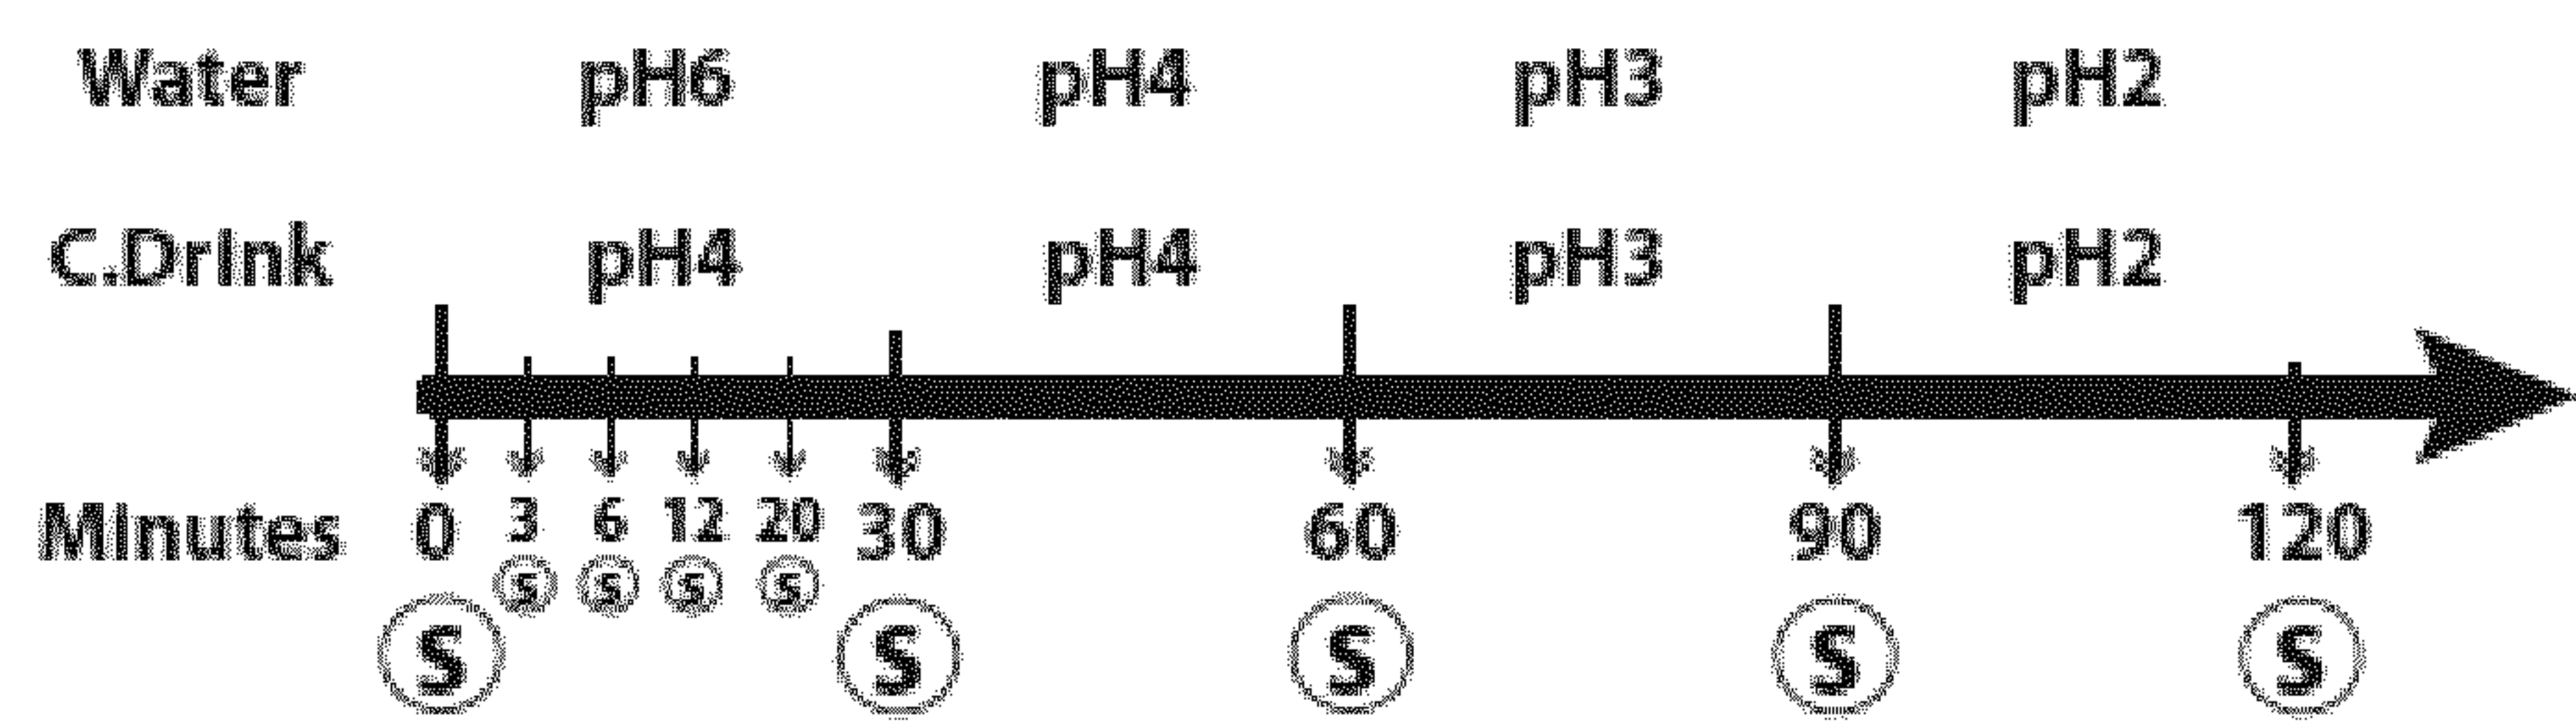 Water pH6 pH4 pH3 pH2
C.Drink pH4 pH4 pH3 pH2
Minutes 0 3 6 12 20 30 60 90 120
s s s s
S S S S S